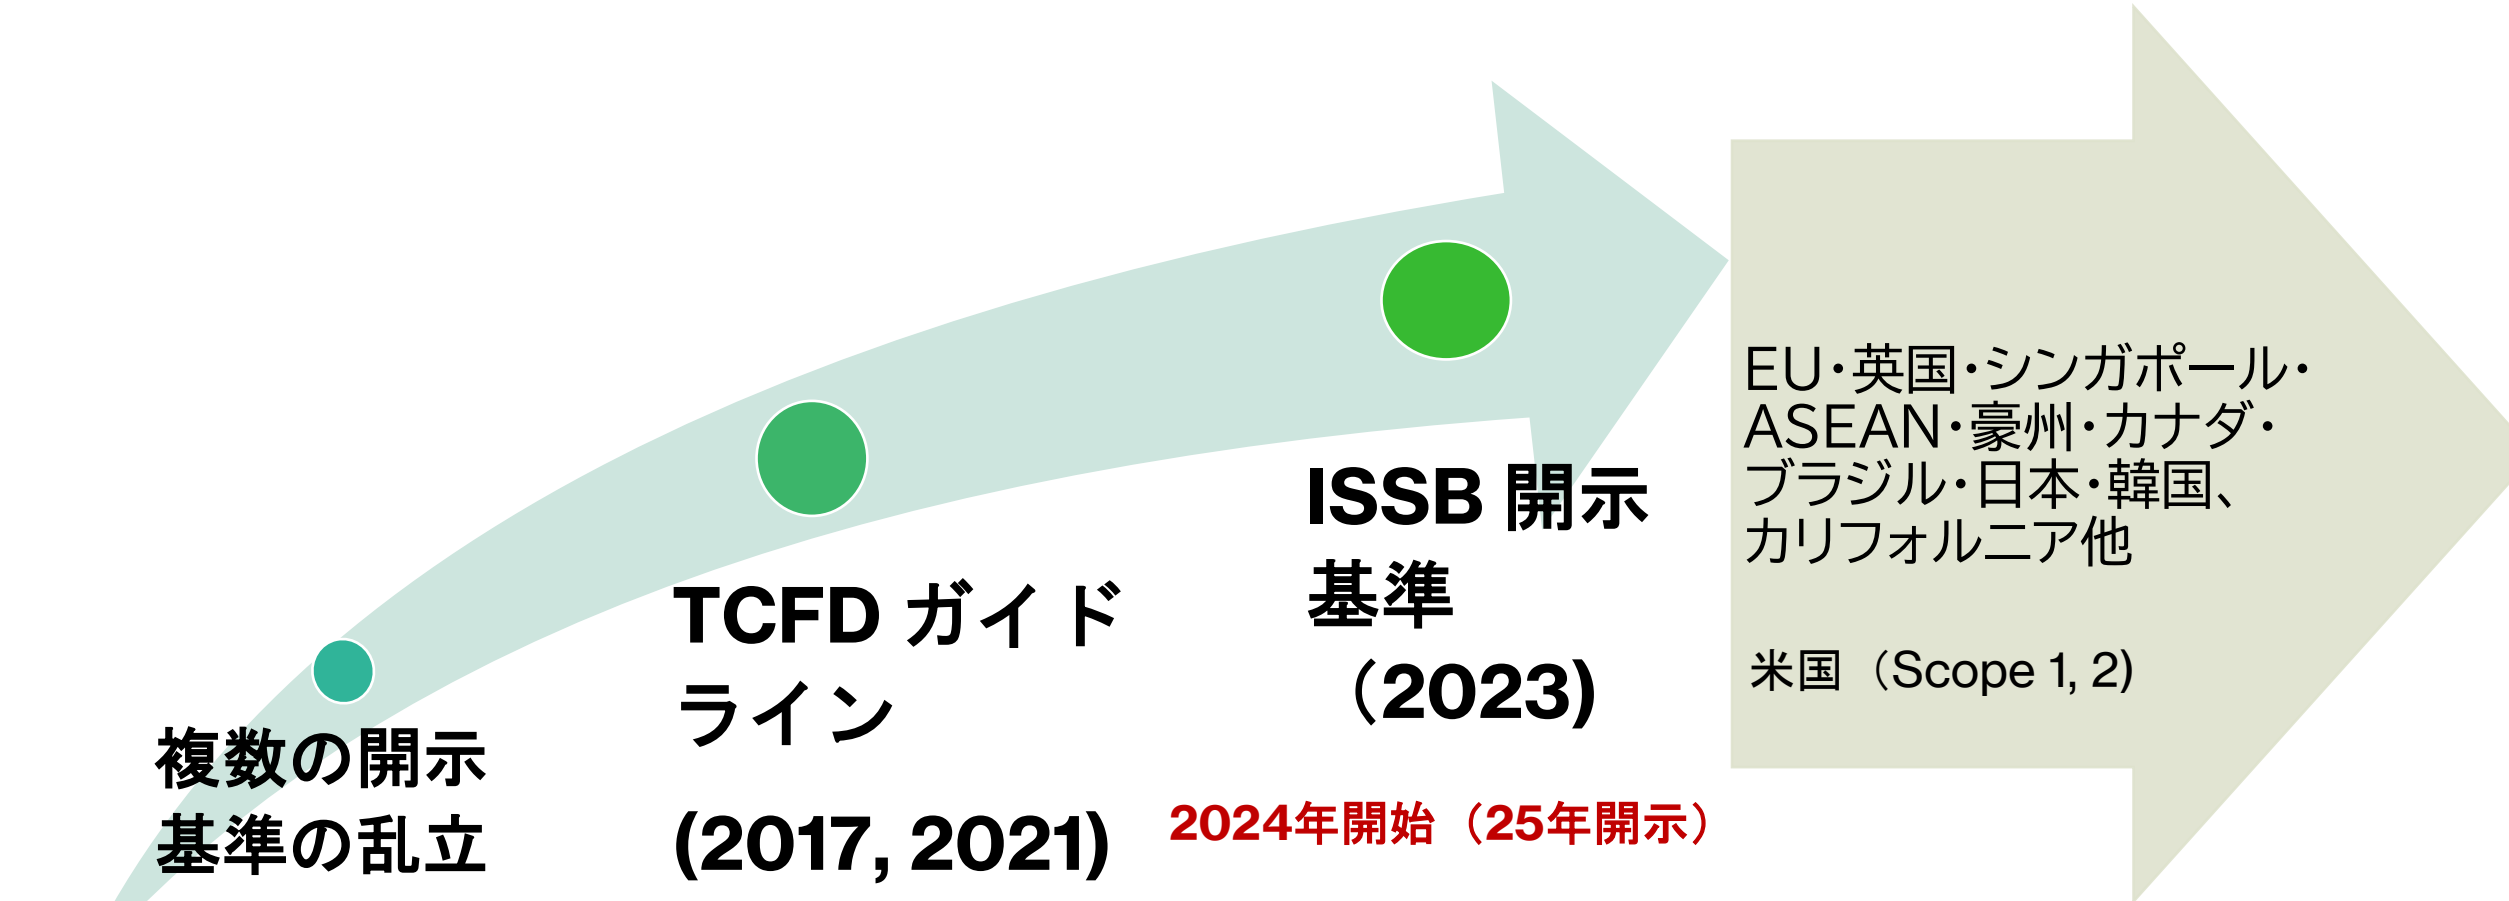 複数の開示
基準の乱立
TCFD ガイド
ライン
(2017, 2021)
ISSB 開示
基準
（2023）
2024年開始（25年開示）
EU・英国・シンガポール・
ASEAN・豪州・カナダ・
ブラジル・日本・韓国、
カリフォルニア他
米国（Scope 1, 2）